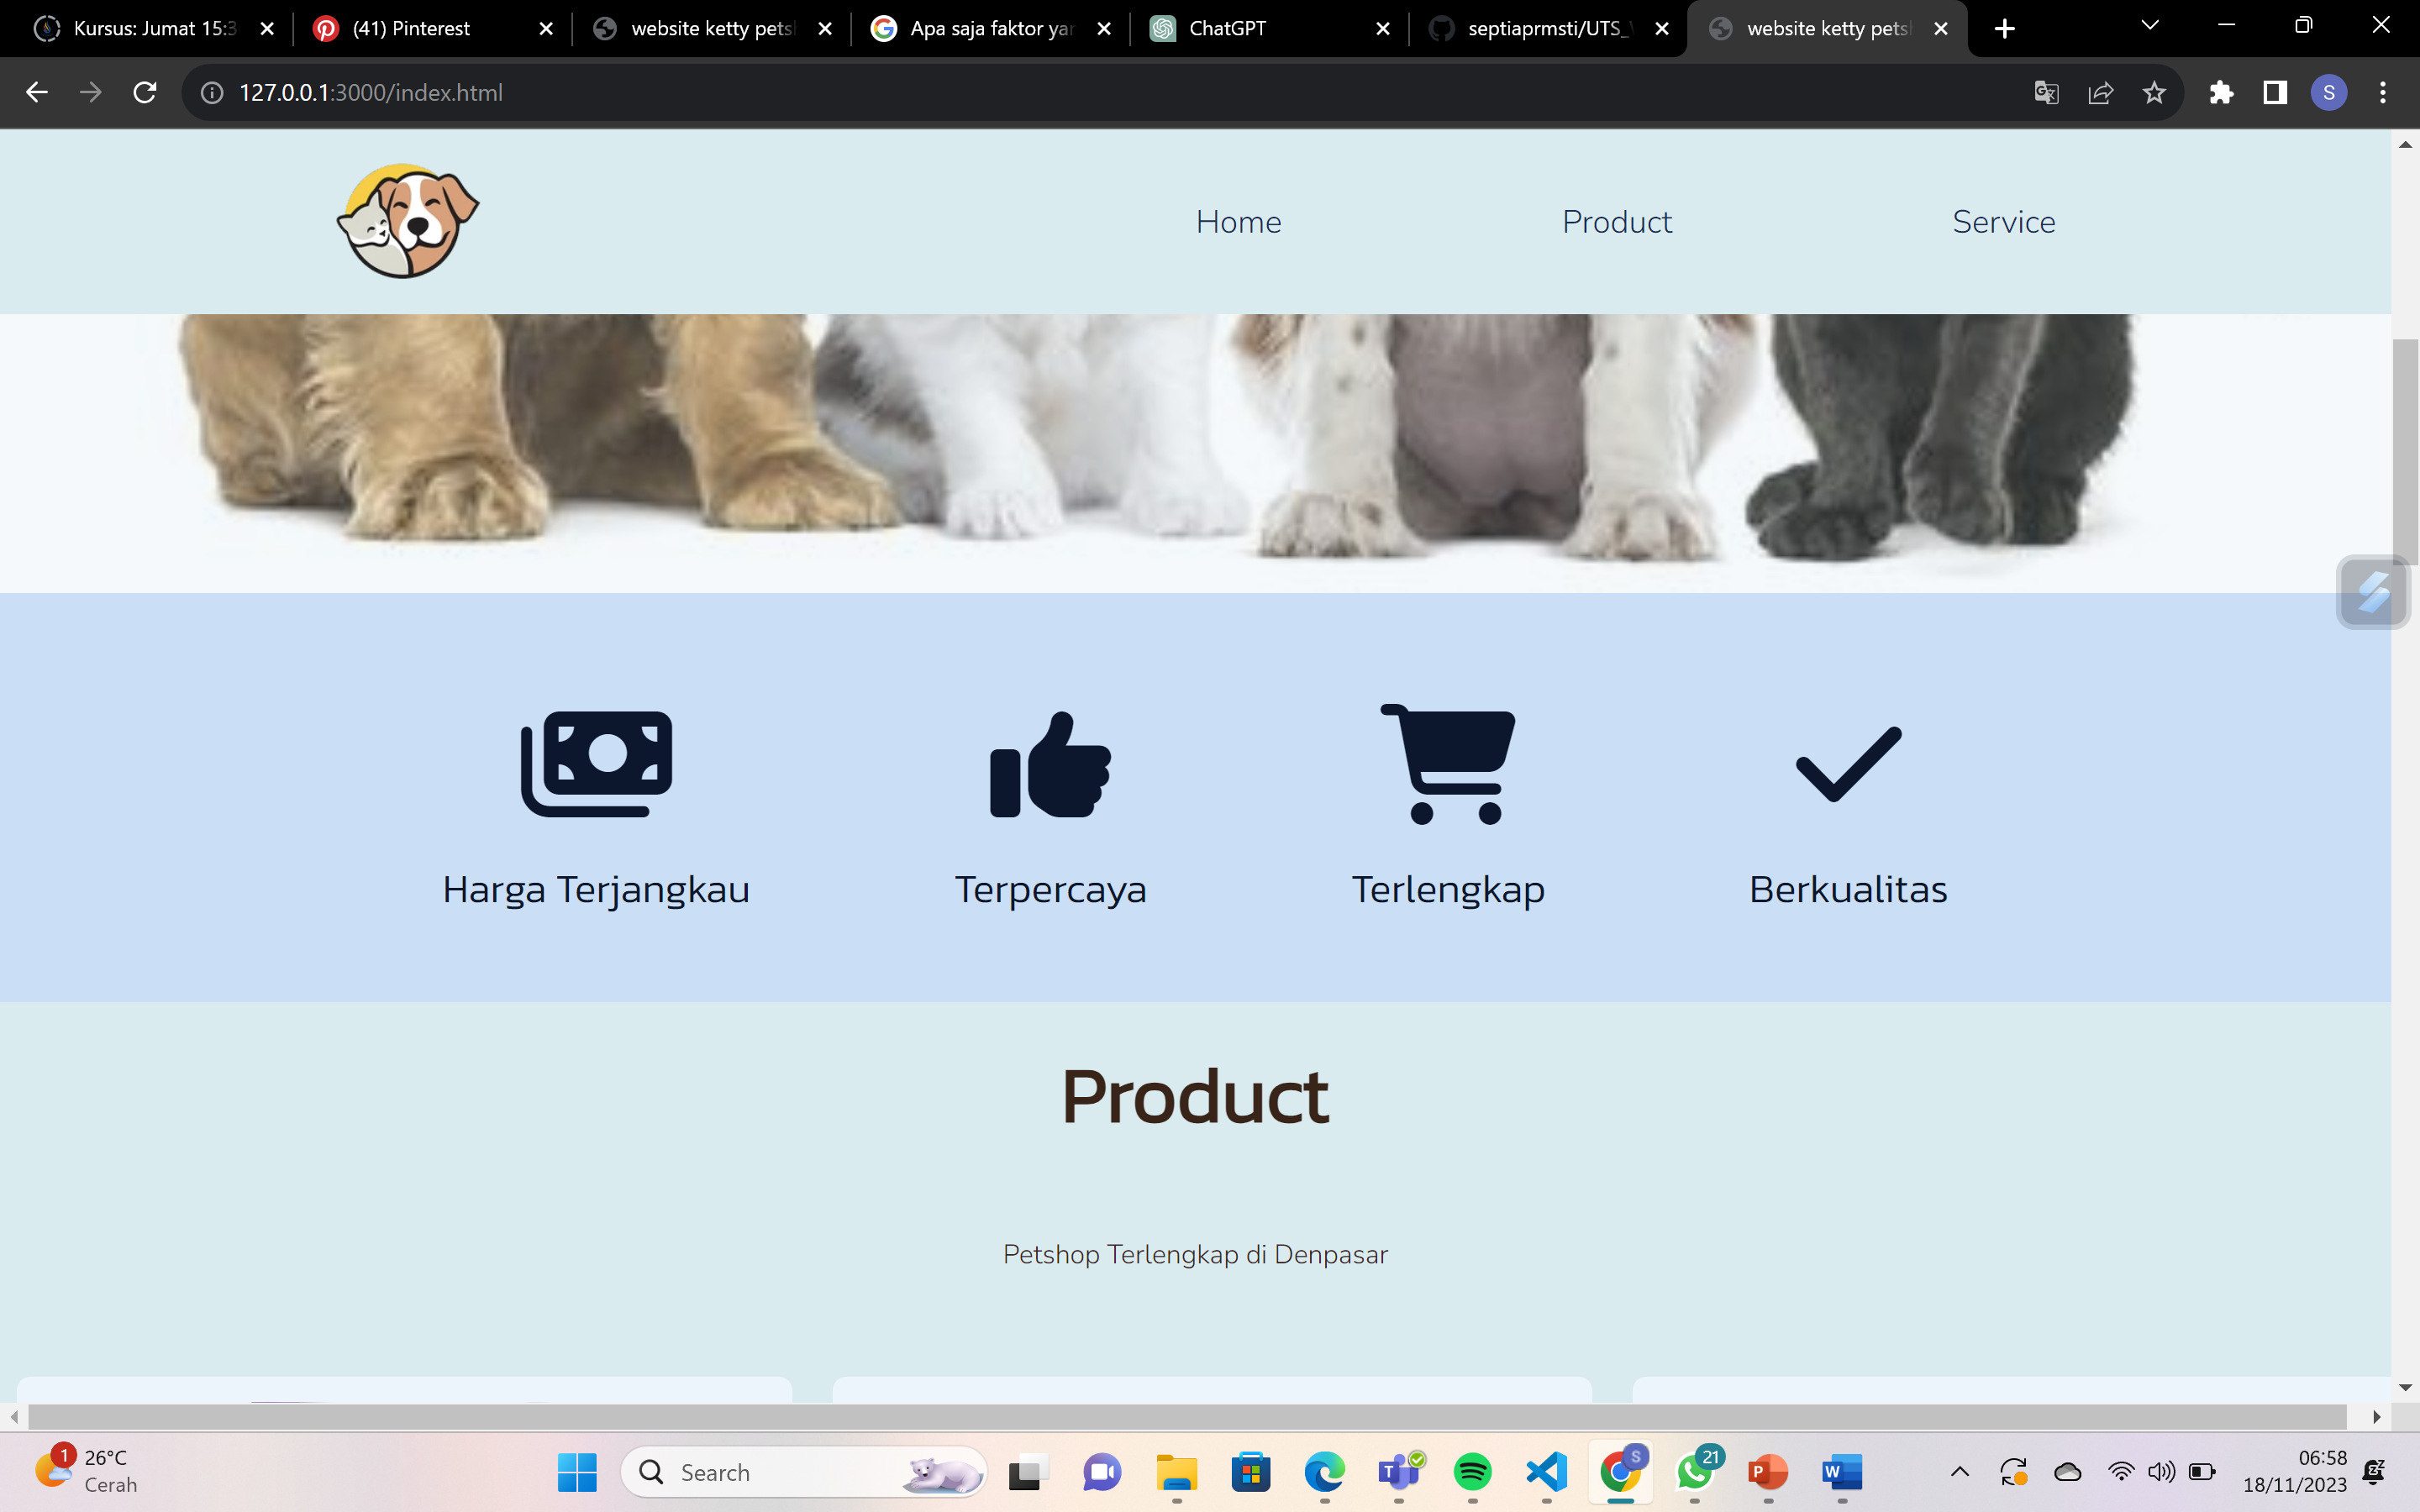 Kursus: Jumat 15:3
(41) Pinterest
website ketty pets
Apa saja faktor yar
ChatGPT
septiaprmsti/UTS_
website ketty pets
127.0.0.1:3000/index.html
S
Home
Product
Service
Harga Terjangkau
Terpercaya
Terlengkap
Berkualitas
Product
Petshop Terlengkap di Denpasar
1
26°C
Cerah
Search
S
21
06:58
18/11/2023